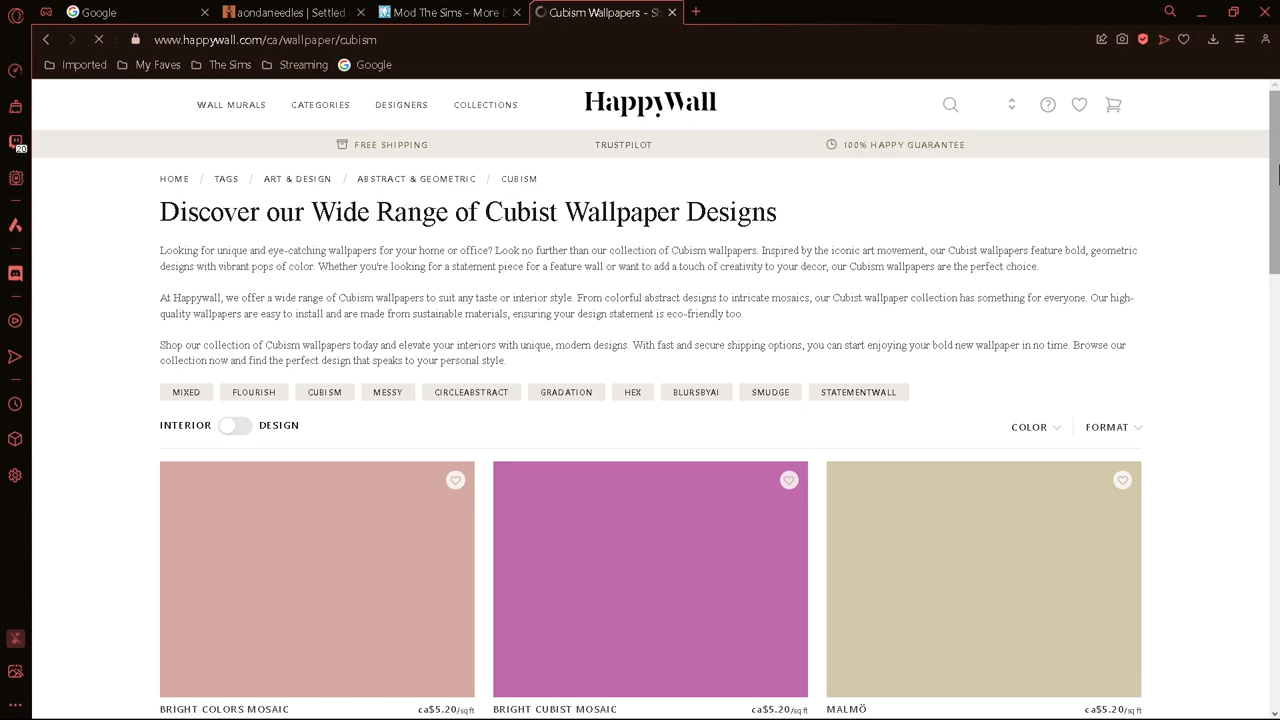 Google
aondaneedles | Settled
Mod The Sims - More
Cubism Wallpapers - Sh
www.happywall.com/ca/wallpaper/cubism
Imported
My Faves
The Sims
Streaming
Google
20
WALL MURALS
CATEGORIES
DESIGNERS
COLLECTIONS
HappyWall
FREE SHIPPING
TRUSTPILOT
100% HAPPY GUARANTEE
HOME / TAGS / ART & DESIGN / ABSTRACT & GEOMETRIC / CUBISM
Discover our Wide Range of Cubist Wallpaper Designs
Looking for unique and eye-catching wallpapers for your home or office? Look no further than our collection of Cubism wallpapers. Inspired by the iconic art movement, our Cubist wallpapers feature bold, geometric
designs with vibrant pops of color. Whether you're looking for a statement piece for a feature wall or want to add a touch of creativity to your decor, our Cubism wallpapers are the perfect choice.
At Happywall, we offer a wide range of Cubism wallpapers to suit any taste or interior style. From colorful abstract designs to intricate mosaics, our Cubist wallpaper collection has something for everyone. Our high-
quality wallpapers are easy to install and are made from sustainable materials, ensuring your design statement is eco-friendly too.
Shop our collection of Cubism wallpapers today and elevate your interiors with unique, modern designs. With fast and secure shipping options, you can start enjoying your bold new wallpaper in no time. Browse our
collection now and find the perfect design that speaks to your personal style.
MIXED
FLOURISH
CUBISM
MESSY
CIRCLEABSTRACT
GRADATION
HEX
BLURSBYAI
SMUDGE
STATEMENTWALL
INTERIOR
DESIGN
COLOR
FORMAT
BRIGHT COLORS MOSAIC
ca$5.20/sq ft
BRIGHT CUBIST MOSAIC
ca$5.20/sq ft
MALMÖ
ca$5.20/sq ft